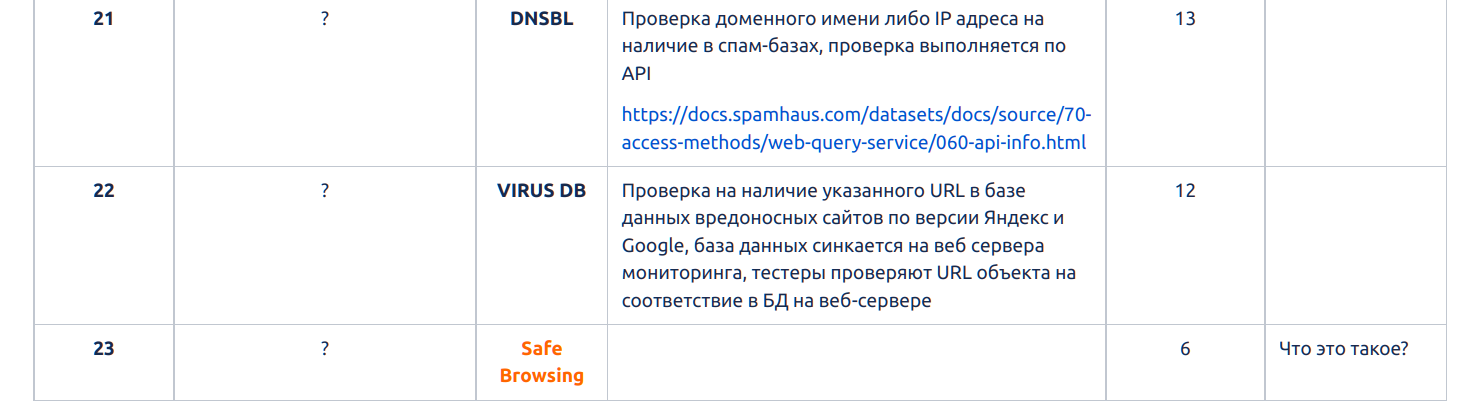 21 ? DNSBL Проверка доменного имени либо IP адреса на 13
наличие в спам-базах, проверка выполняется по
API
https://docs.spamhaus.com/datasets/docs/source/70-
access-methods/web-query-service/060-api-info.html
22 ? VIRUS DB Проверка на наличие указанного URL в базе 12
данных вредоносных сайтов по версии Яндекс и
Google, база данных синкается на веб сервера
мониторинга, тестеры проверяют URL объекта на
соответствие в БД на веб-сервере
23 ? Safe 6 Что это такое?
Browsing